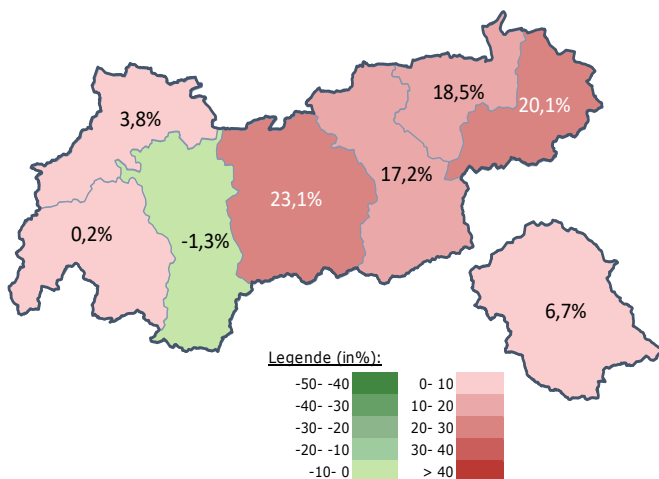 18,5%
20,1%
3,8%
17,2%
23,1%
0,2%
-1,3%
6,7%
Legende (in%):
-50- -40 0- 10
-40- -30 10- 20
-30- -20 20- 30
-20- -10 30- 40
-10- 0 > 40